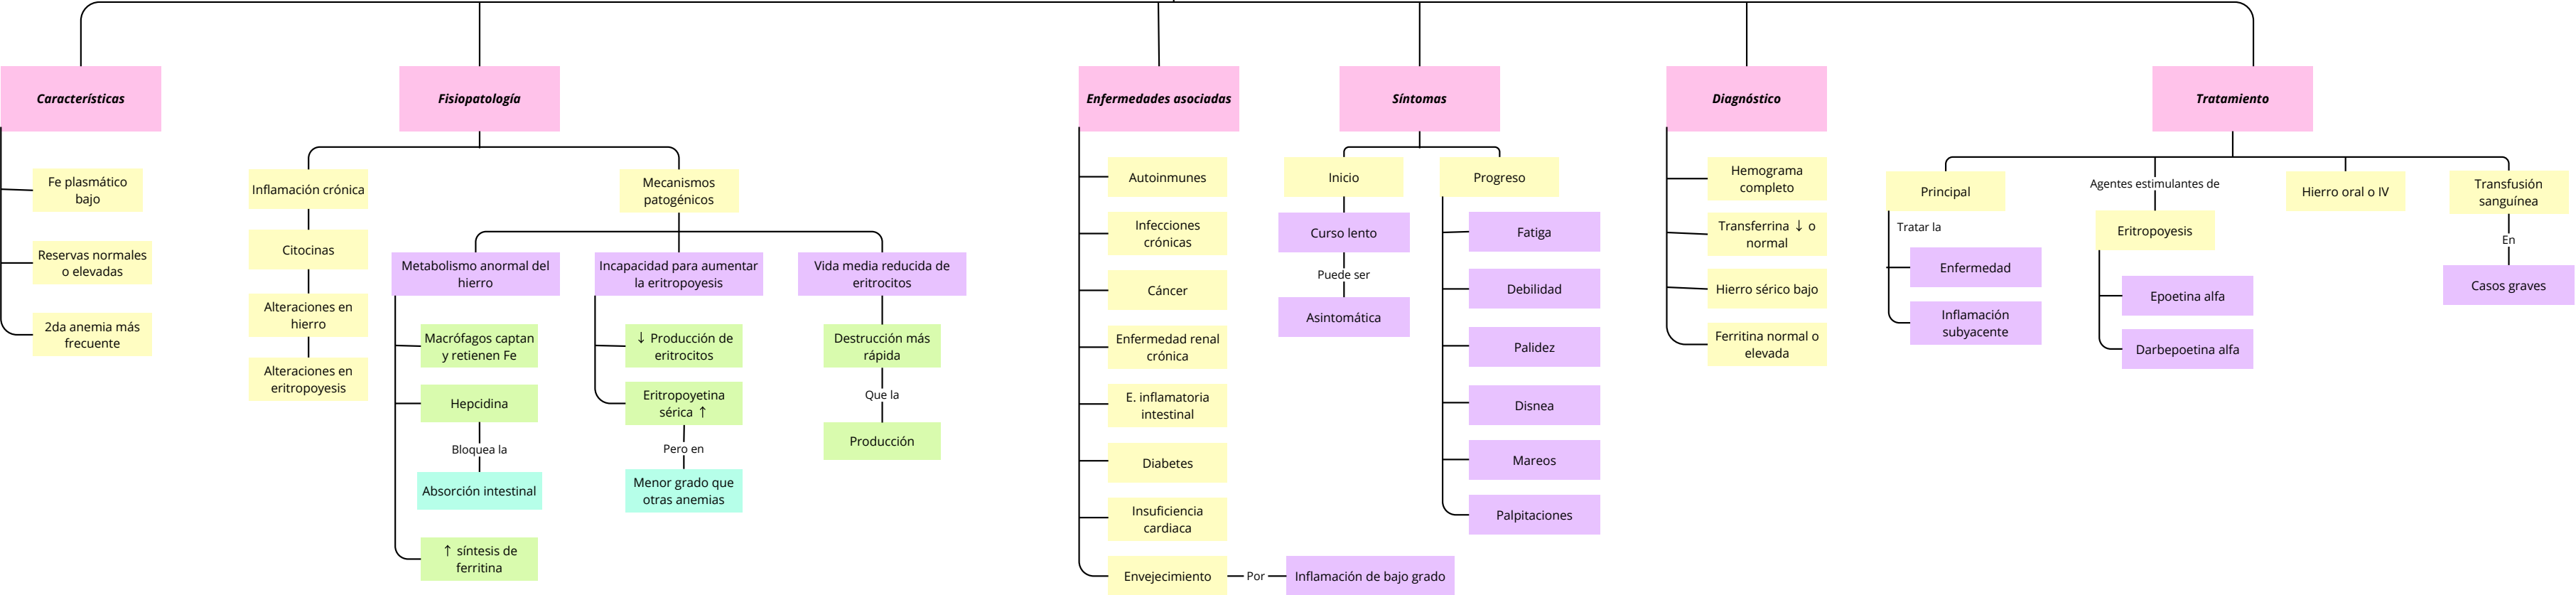 Características
Fe plasmático
bajo
Reservas normales
o elevadas
2da anemia más
frecuente
Fisiopatología
Inflamación crónica
Citocinas
Alteraciones en
hierro
Alteraciones en
eritropoyesis
Mecanismos
patogénicos
Metabolismo anormal del
hierro
Macrófagos captan
y retienen Fe
Hepcidina
Bloquea la
Absorción intestinal
↑ síntesis de
ferritina
Incapacidad para aumentar
la eritropoyesis
↓ Producción de
eritrocitos
Eritropoyetina
sérica ↑
Pero en
Menor grado que
otras anemias
Vida media reducida de
eritrocitos
Destrucción más
rápida
Que la
Producción
Enfermedades asociadas
Autoinmunes
Infecciones
crónicas
Cáncer
Enfermedad renal
crónica
E. inflamatoria
intestinal
Diabetes
Insuficiencia
cardiaca
Envejecimiento
Por
Inflamación de bajo grado
Síntomas
Inicio
Curso lento
Puede ser
Asintomática
Progreso
Fatiga
Debilidad
Palidez
Disnea
Mareos
Palpitaciones
Diagnóstico
Hemograma
completo
Transferrina ↓ o
normal
Hierro sérico bajo
Ferritina normal o
elevada
Tratamiento
Principal
Tratar la
Enfermedad
Inflamación
subyacente
Agentes estimulantes de
Eritropoyesis
Epoetina alfa
Darbepoetina alfa
Hierro oral o IV
Transfusión
sanguínea
En
Casos graves